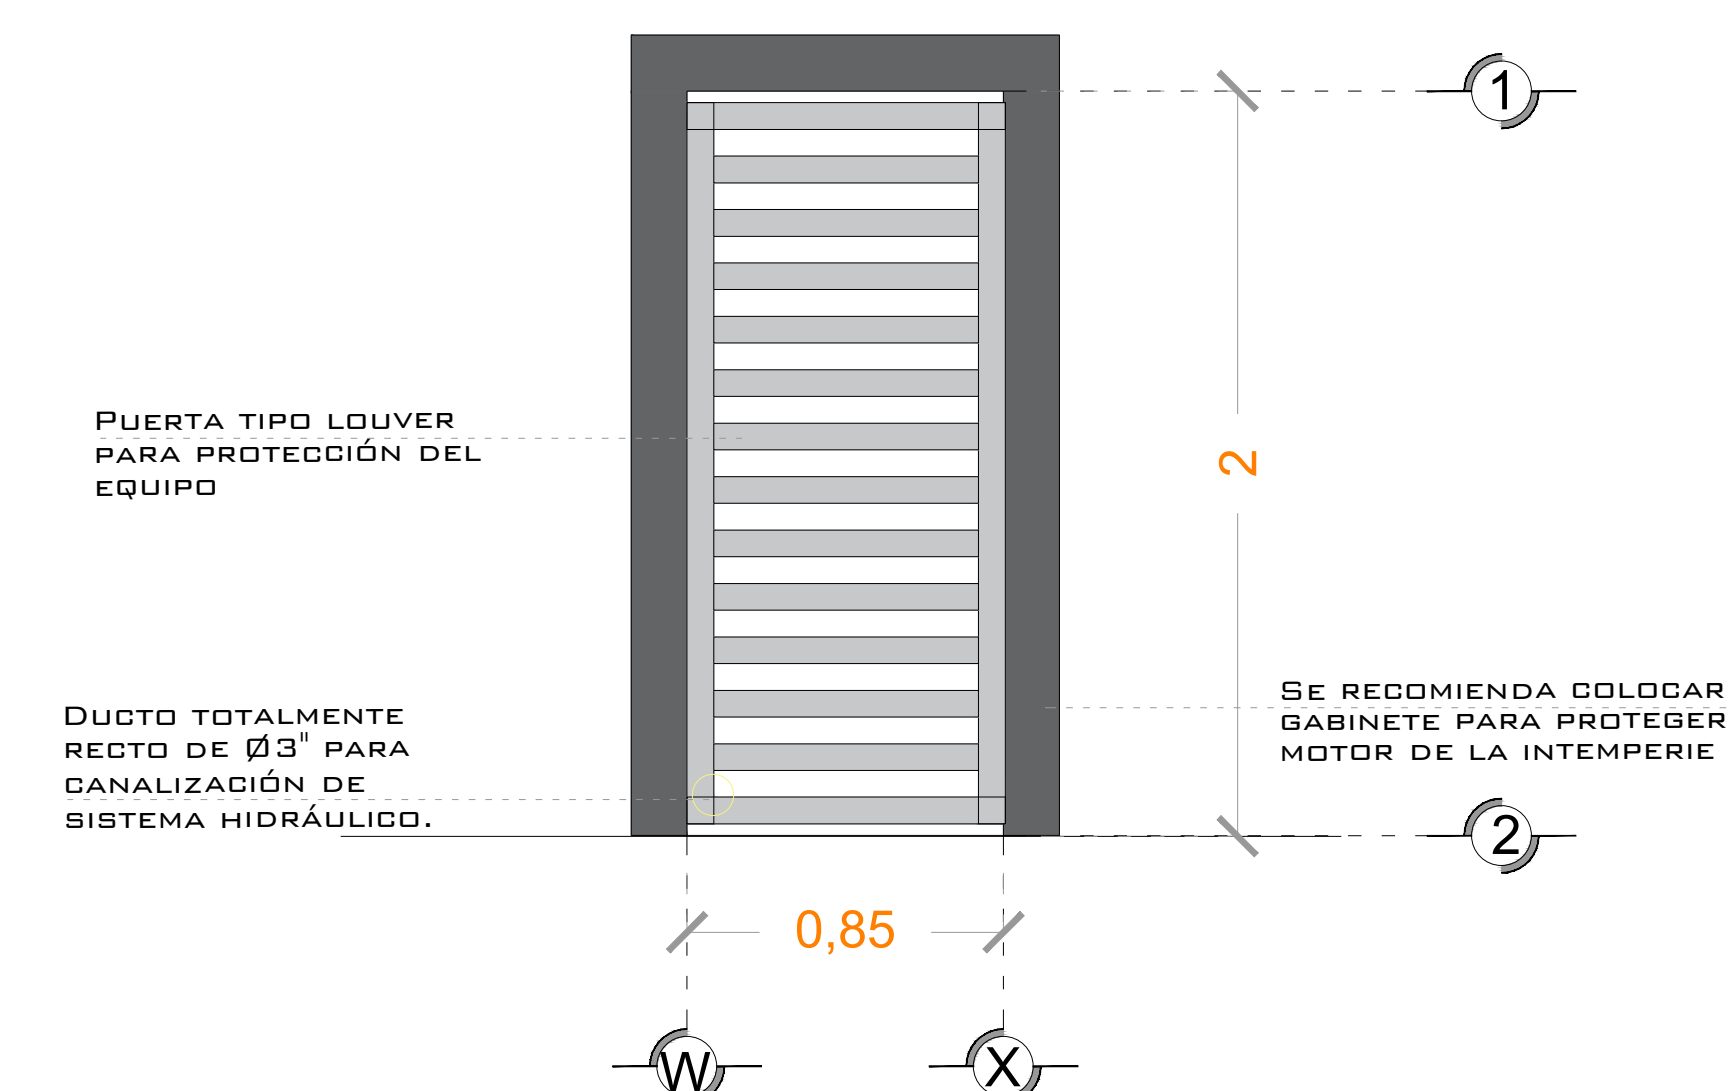 1
PUERTA TIPO LOUVER
PARA PROTECCIÓN DEL
EQUIPO
2
DUCTO TOTALMENTE
RECTO DE Ø3" PARA
CANALIZACIÓN DE
SISTEMA HIDRÁULICO.
SE RECOMIENDA COLOCAR
GABINETE PARA PROTEGER
MOTOR DE LA INTEMPERIE
2
0,85
W
X